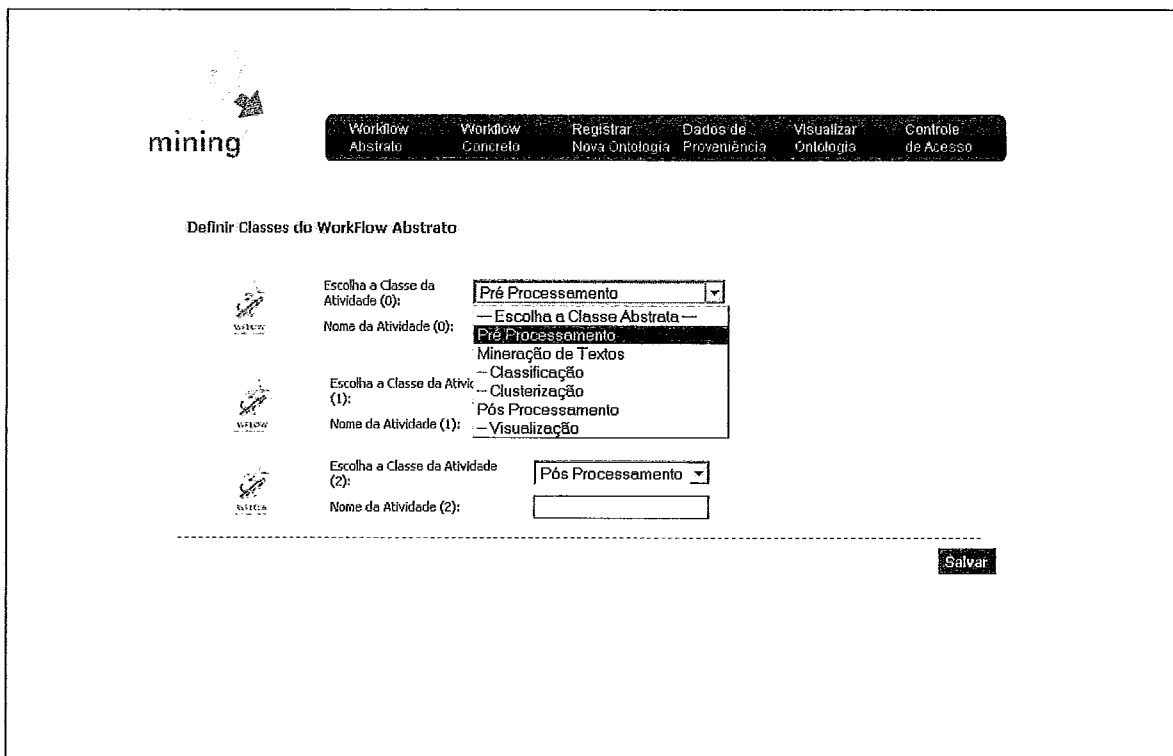 mining
Workflow Abstrato
Workflow Concreto
Registrar Nova Ontologia
Dados de Proveniência
Visualizar Ontologia
Controle de Acesso
Definir Classes do WorkFlow Abstrato
Escolha a Classe da
Atividade (0):
Pré Processamento
Nome da Atividade (0):
—Escolha a Classe Abstrata—
Pré Processamento
Mineração de Textos
—Classificação
—Clusterização
Pós Processamento
—Visualização
Escolha a Classe da Ativic
(1):
Nome da Atividade (1):
Escolha a Classe da Atividade
(2):
Pós Processamento
Nome da Atividade (2):
Salvar